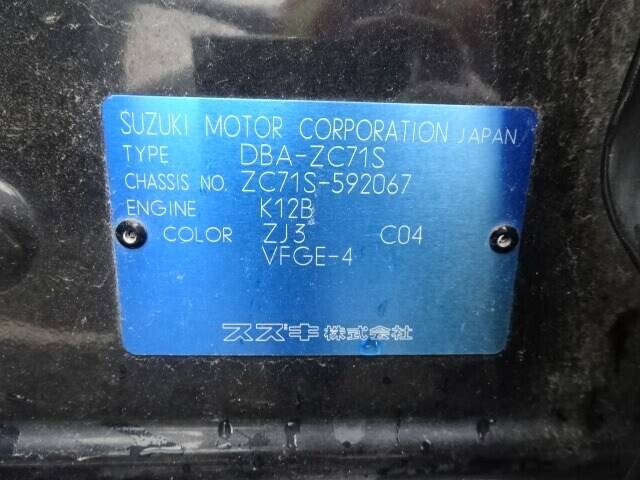 SUZUKI MOTOR CORPORATION JAPAN
TYPE DBA-ZC71S
CHASSIS NO. ZC71S-592067
ENGINE K12B
COLOR ZJ3 C04
VFGE-4
スズキ株式会社